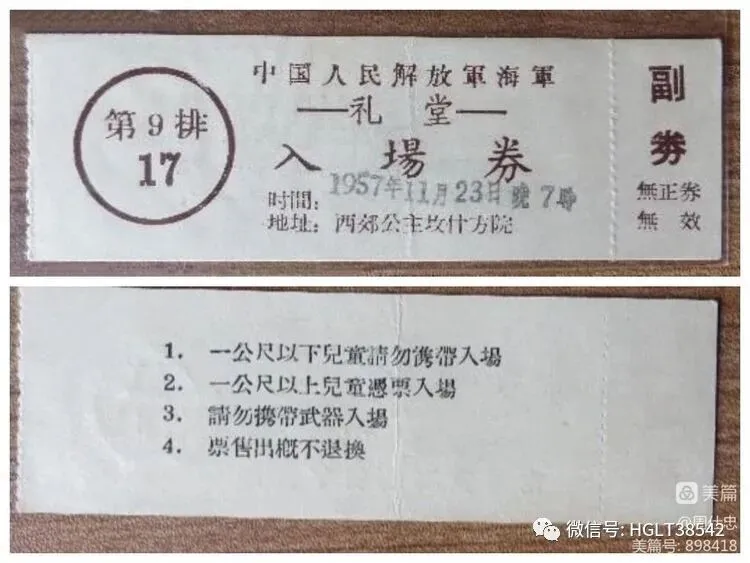 中国人民解放軍海軍
—礼 堂—
入場券
第9排
17
时間: 1957年11月23日晚7時
地址: 西郊公主坟什方院
副券
無正券
無效
1. 一公尺以下兒童請勿携帶入場
2. 一公尺以上兒童憑票入場
3. 請勿携帶武器入場
4. 票售出概不退換
美篇
@周仕忠
微信号: HGLT38542
美篇号: 898418